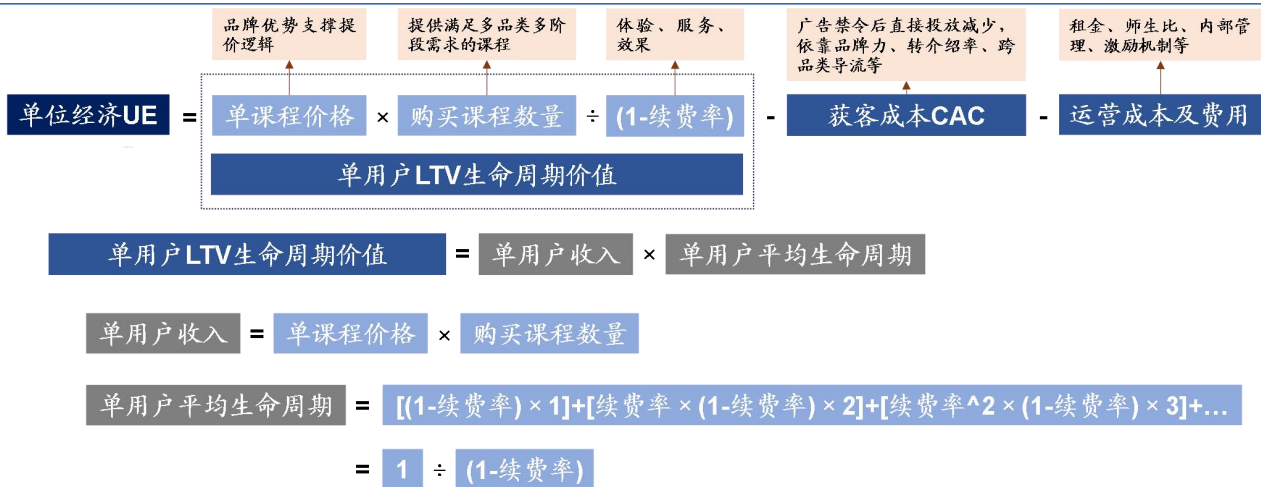 品牌优势支撑提
价逻辑
提供满足多品类多阶
段需求的课程
体验、服务、
效果
广告禁令后直接投放减少，
依靠品牌力、转介绍率、跨
品类导流等
租金、师生比、内部管
理、激励机制等
单位经济UE = 单课程价格 × 购买课程数量 ÷ (1-续费率) - 获客成本CAC - 运营成本及费用
单用户LTV生命周期价值
单用户LTV生命周期价值 = 单用户收入 × 单用户平均生命周期
单用户收入 = 单课程价格 × 购买课程数量
单用户平均生命周期 = [(1-续费率) × 1]+[续费率 × (1-续费率) × 2]+[续费率^2 × (1-续费率) × 3]+...
= 1 ÷ (1-续费率)